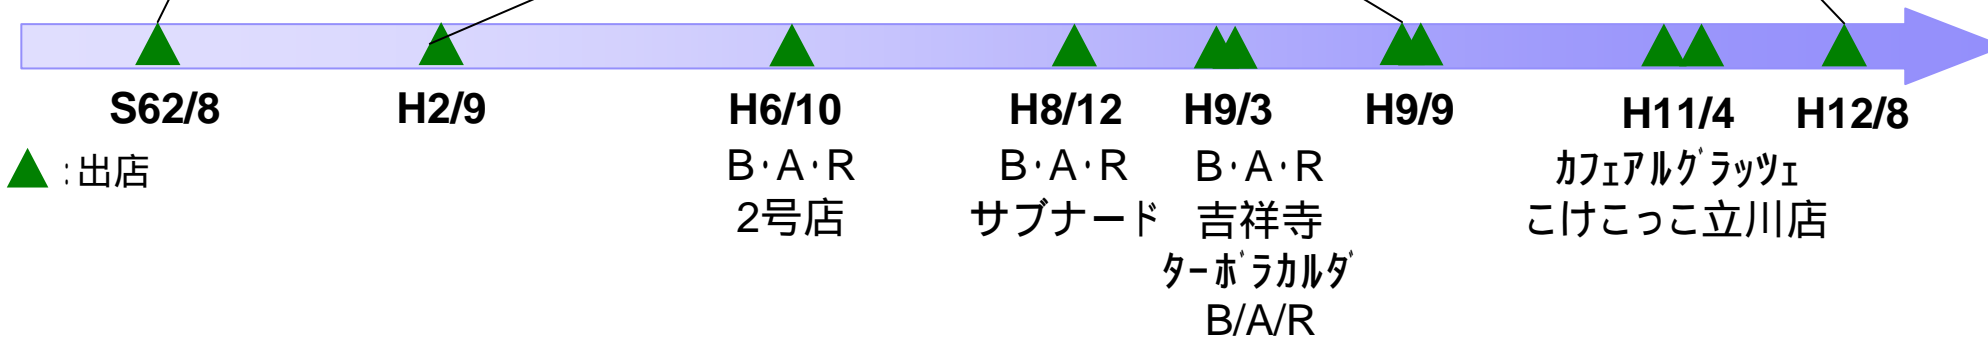 S62/8 H2/9 H6/10 H8/12 H9/3 H9/9 H11/4 H12/8
▲ :出店
B・A・R
2号店
B・A・R
サブナード
B・A・R
吉祥寺
ﾀｰﾎﾞﾗｶﾙﾀﾞ
B/A/R
ｶﾌｪｱﾙｸﾞﾗｯﾂｪ
こけこっこ立川店